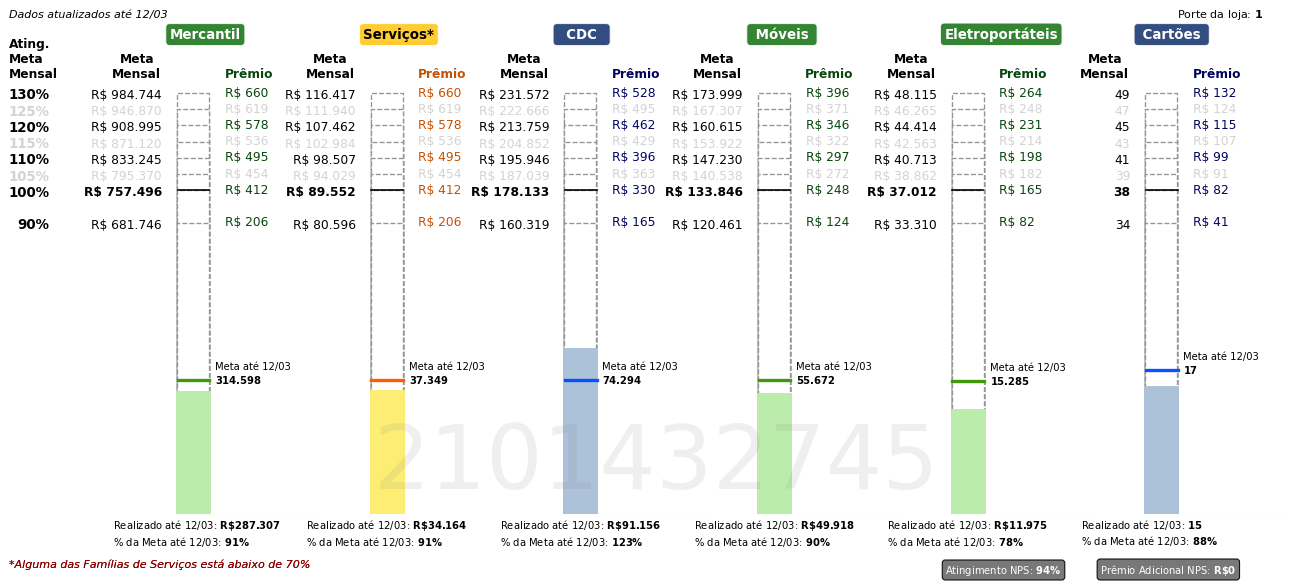 Dados atualizados até 12/03
Porte da loja: 1
Mercantil Serviços* CDC Móveis Eletroportáteis Cartões
Ating.
Meta Meta Meta Meta Meta Meta Meta
Mensal Mensal Prêmio Mensal Prêmio Mensal Prêmio Mensal Prêmio Mensal Prêmio Mensal Prêmio
130% R$ 984.744 R$ 660 R$ 116.417 R$ 660 R$ 231.572 R$ 528 R$ 173.999 R$ 396 R$ 48.115 R$ 264 49 R$ 132
125% R$ 946.870 R$ 619 R$ 111.940 R$ 619 R$ 222.666 R$ 495 R$ 167.307 R$ 371 R$ 46.265 R$ 248 47 R$ 124
120% R$ 908.995 R$ 578 R$ 107.462 R$ 578 R$ 213.759 R$ 462 R$ 160.615 R$ 346 R$ 44.414 R$ 231 45 R$ 115
115% R$ 871.120 R$ 536 R$ 102.984 R$ 536 R$ 204.852 R$ 429 R$ 153.922 R$ 322 R$ 42.563 R$ 214 43 R$ 107
110% R$ 833.245 R$ 495 R$ 98.507 R$ 495 R$ 195.946 R$ 396 R$ 147.230 R$ 297 R$ 40.713 R$ 198 41 R$ 99
105% R$ 795.370 R$ 454 R$ 94.029 R$ 454 R$ 187.039 R$ 363 R$ 140.538 R$ 272 R$ 38.862 R$ 182 39 R$ 91
100% R$ 757.496 R$ 412 R$ 89.552 R$ 412 R$ 178.133 R$ 330 R$ 133.846 R$ 248 R$ 37.012 R$ 165 38 R$ 82
90% R$ 681.746 R$ 206 R$ 80.596 R$ 206 R$ 160.319 R$ 165 R$ 120.461 R$ 124 R$ 33.310 R$ 82 34 R$ 41
Meta até 12/03 Meta até 12/03 Meta até 12/03 Meta até 12/03 Meta até 12/03 Meta até 12/03
314.598 37.349 74.294 55.672 15.285 17
2101432745
Realizado até 12/03: R$287.307 Realizado até 12/03: R$34.164 Realizado até 12/03: R$91.156 Realizado até 12/03: R$49.918 Realizado até 12/03: R$11.975 Realizado até 12/03: 15
% da Meta até 12/03: 91% % da Meta até 12/03: 91% % da Meta até 12/03: 123% % da Meta até 12/03: 90% % da Meta até 12/03: 78% % da Meta até 12/03: 88%
*Alguma das Famílias de Serviços está abaixo de 70%
Atingimento NPS: 94% Prêmio Adicional NPS: R$0